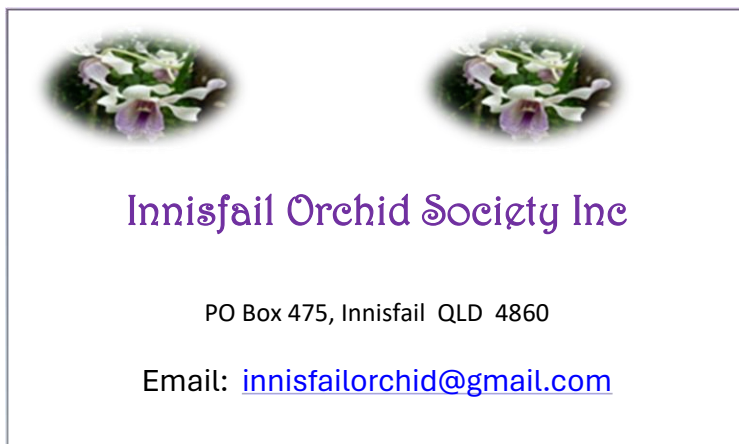 Innisfail Orchid Society Inc
PO Box 475, Innisfail  QLD  4860
Email:  innisfailorchid@gmail.com